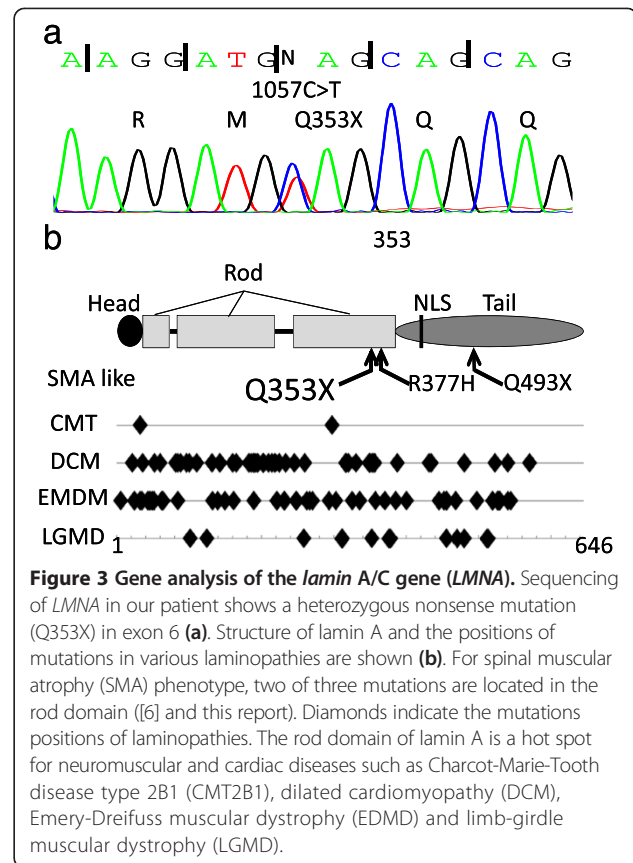 a
A A G G A T G N A G C A G C A G
1057C>T
R M Q353X Q Q
353
b
Rod
Head NLS Tail
SMA like Q353X R377H Q493X
CMT
DCM
EMDM
LGMD
1 646
Figure 3 Gene analysis of the lamin A/C gene (LMNA). Sequencing
of LMNA in our patient shows a heterozygous nonsense mutation
(Q353X) in exon 6 (a). Structure of lamin A and the positions of
mutations in various laminopathies are shown (b). For spinal muscular
atrophy (SMA) phenotype, two of three mutations are located in the
rod domain ([6] and this report). Diamonds indicate the mutations
positions of laminopathies. The rod domain of lamin A is a hot spot
for neuromuscular and cardiac diseases such as Charcot-Marie-Tooth
disease type 2B1 (CMT2B1), dilated cardiomyopathy (DCM),
Emery-Dreifuss muscular dystrophy (EDMD) and limb-girdle
muscular dystrophy (LGMD).